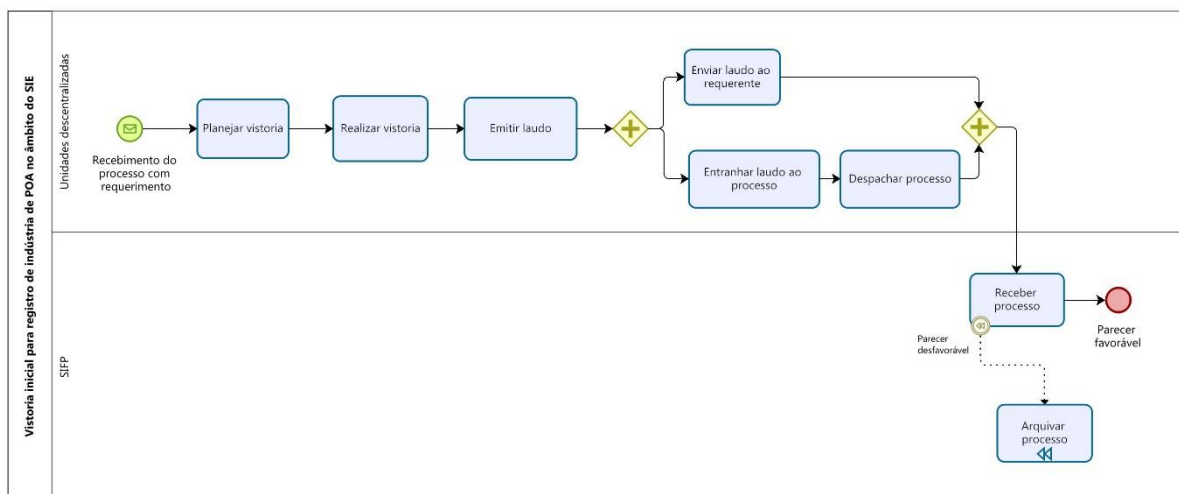 Vistoria inicial para registro de indústria de POA no âmbito do SIE
Unidades descentralizadas
Recebimento do
processo com
requerimento
Planejar vistoria
Realizar vistoria
Emitir laudo
Enviar laudo ao
requerente
Entranhar laudo ao
processo
Despachar processo
SIFP
Receber
processo
Parecer
favorável
Parecer
desfavorável
Arquivar
processo